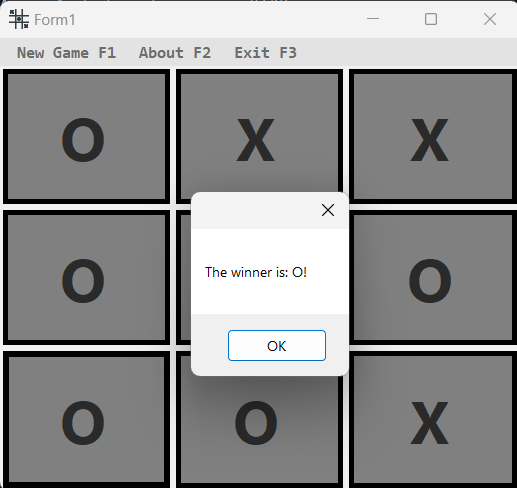 Form1
New Game F1 About F2 Exit F3
O X X
The winner is: O!
O O
OK
O O X